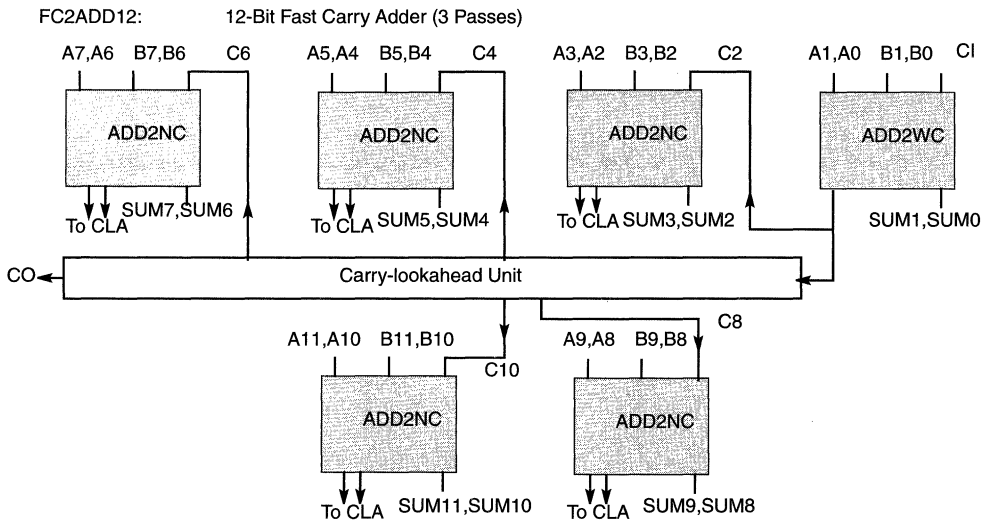 FC2ADD12: 12-Bit Fast Carry Adder (3 Passes)
A7,A6 B7,B6 C6 A5,A4 B5,B4 C4 A3,A2 B3,B2 C2 A1,A0 B1,B0 CI
ADD2NC ADD2NC ADD2NC ADD2WC
To CLA SUM7,SUM6 To CLA SUM5,SUM4 To CLA SUM3,SUM2 SUM1,SUM0
CO Carry-lookahead Unit
C8
A11,A10 B11,B10 C10 A9,A8 B9,B8
ADD2NC ADD2NC
To CLA SUM11,SUM10 To CLA SUM9,SUM8